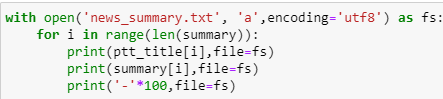 with open('news_summary.txt', 'a',encoding='utf8') as fs:
    for i in range(len(summary)):
        print(ptt_title[i],file=fs)
        print(summary[i],file=fs)
        print('-'*100,file=fs)